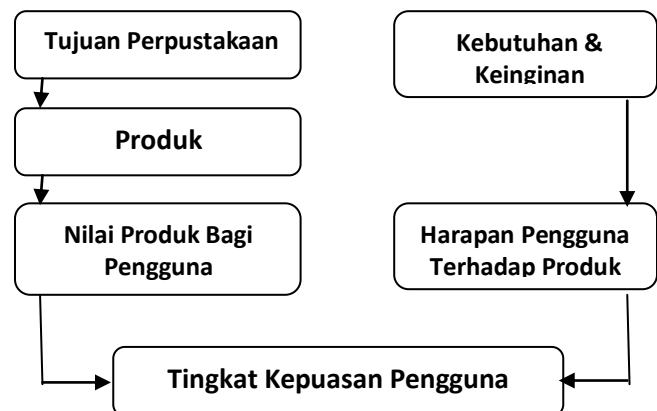 Tujuan Perpustakaan
Produk
Nilai Produk Bagi
Pengguna
Kebutuhan &
Keinginan
Harapan Pengguna
Terhadap Produk
Tingkat Kepuasan Pengguna